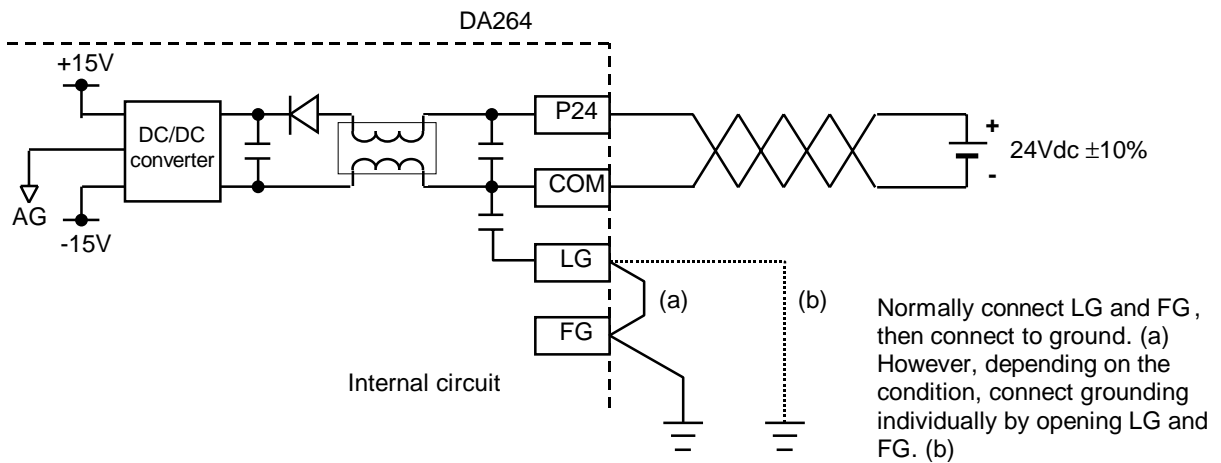 DA264
+15V
DC/DC
converter
AG
-15V
P24
COM
LG
FG
+
-
24Vdc ±10%
(a)
(b)
Internal circuit
Normally connect LG and FG,
then connect to ground. (a)
However, depending on the
condition, connect grounding
individually by opening LG and
FG. (b)